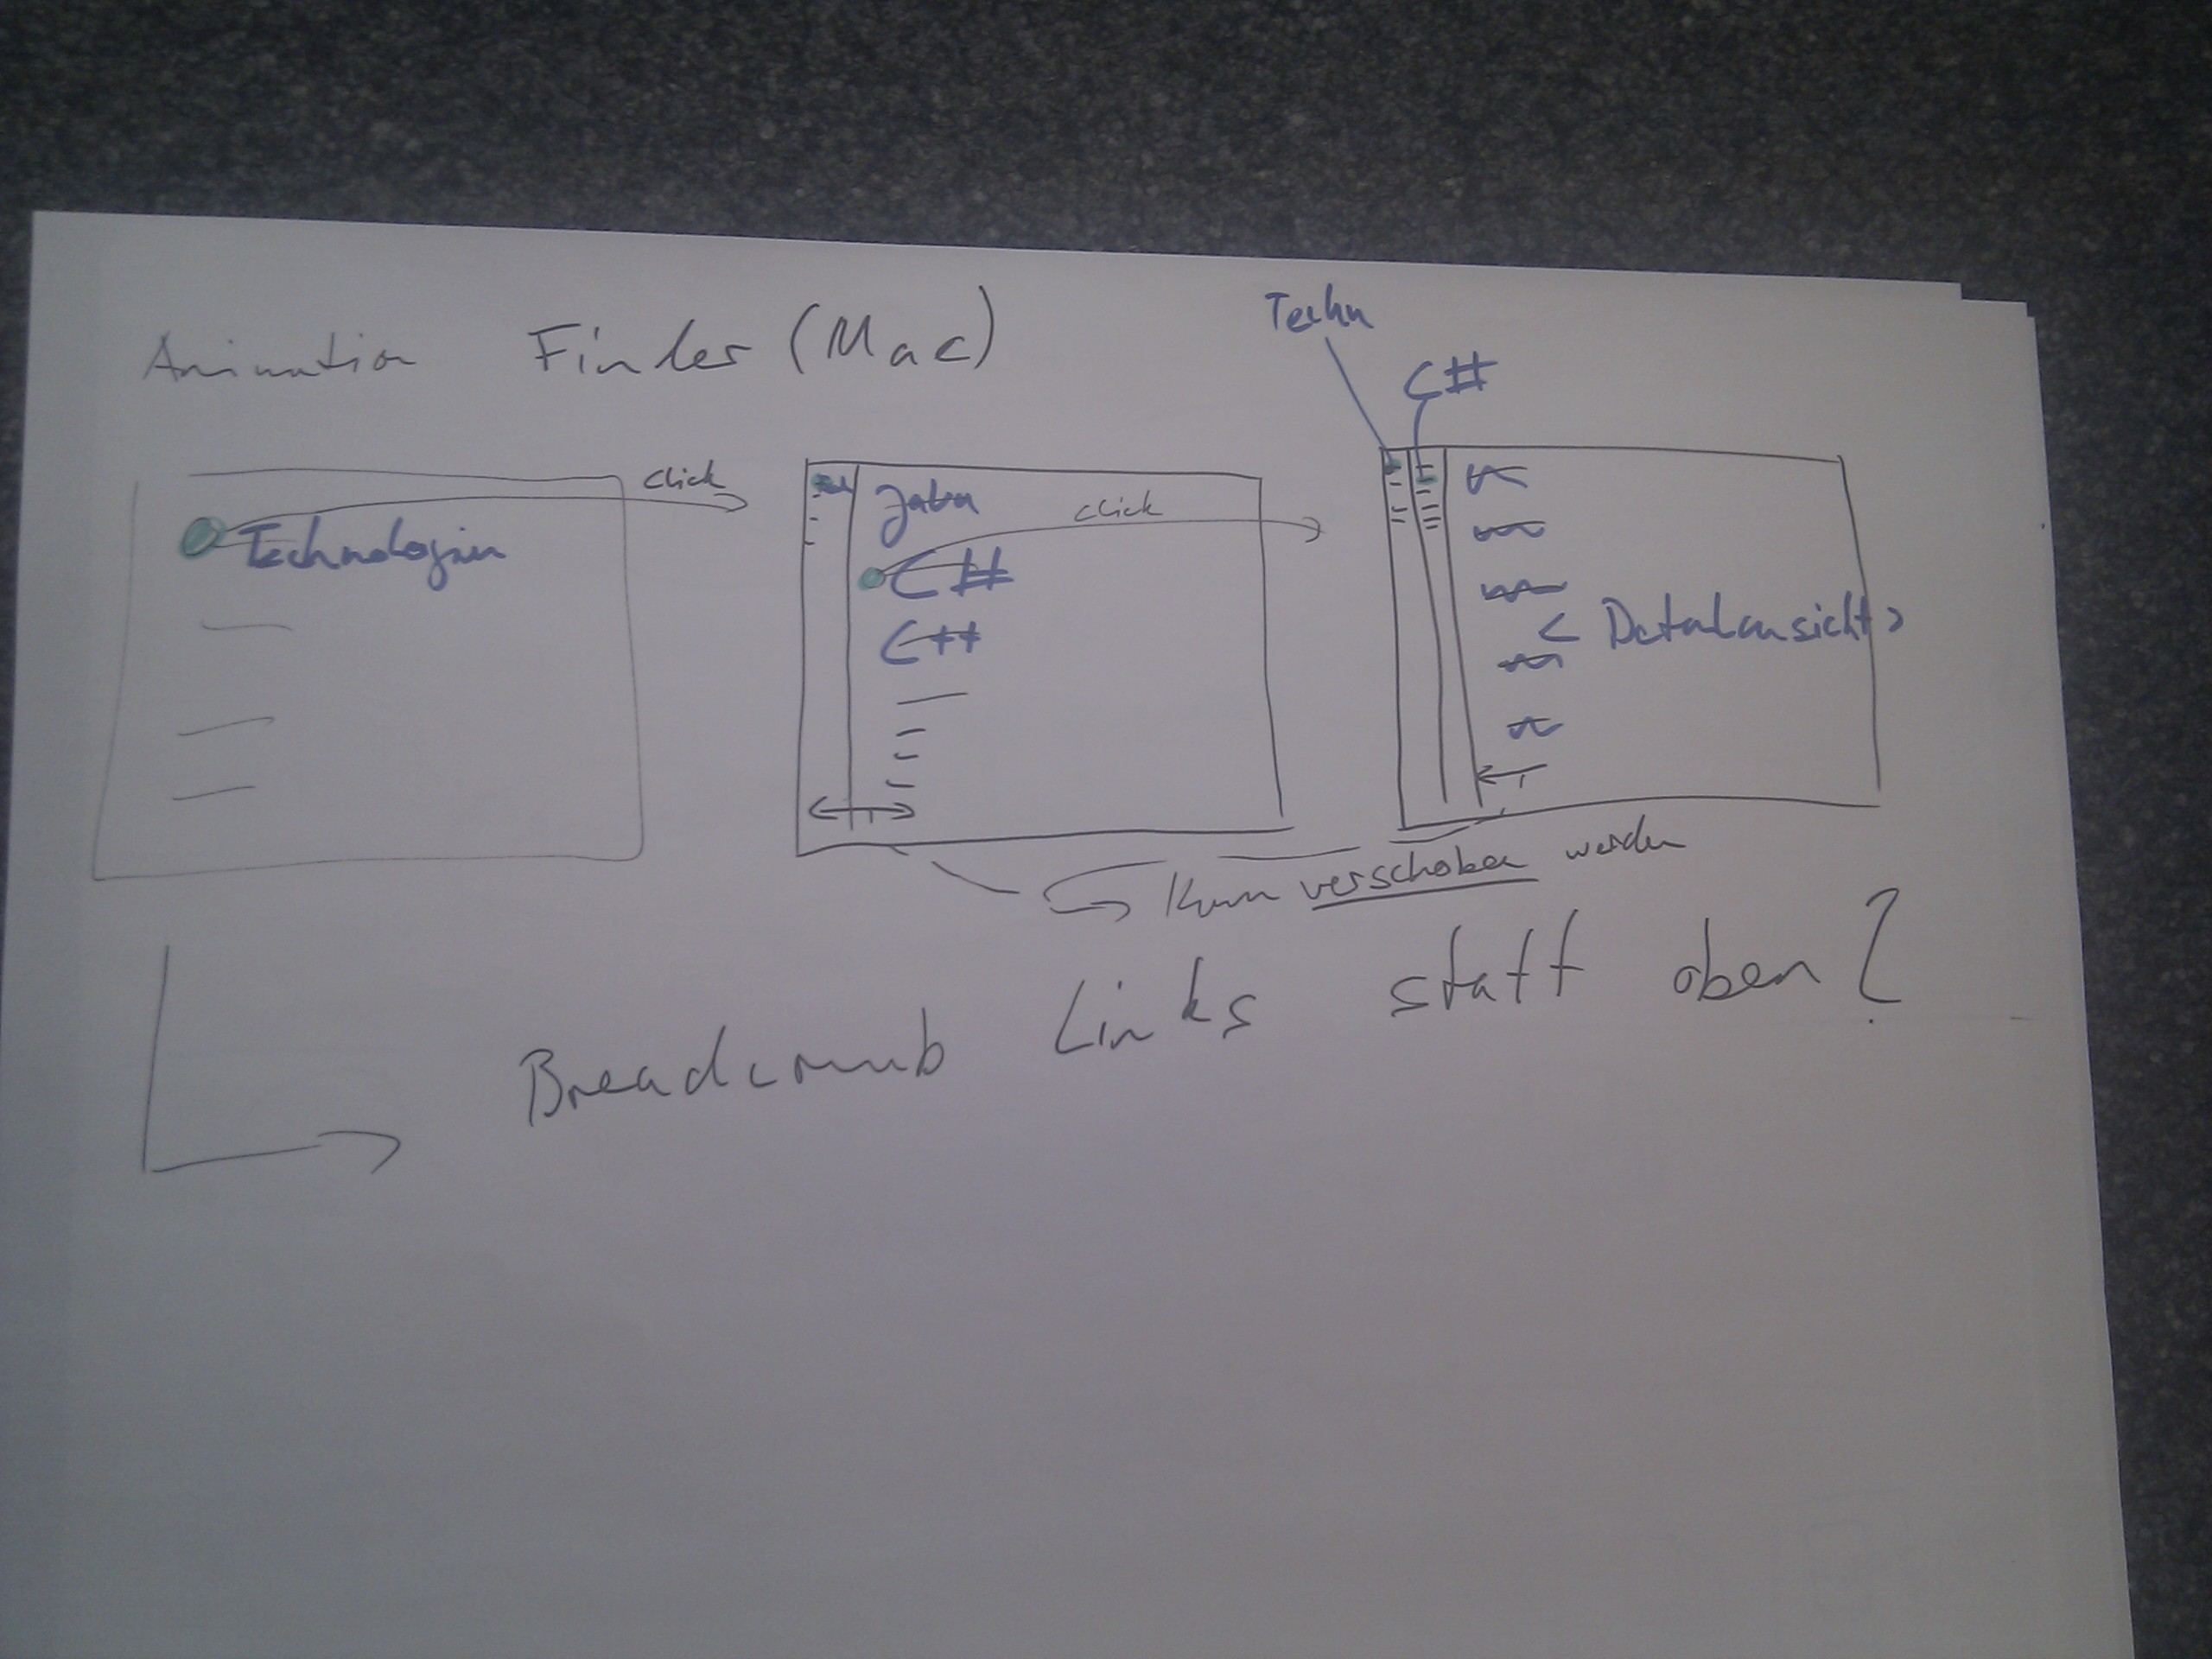 Animation Finder (Mac)
Techn
C#
click
Technologien
Java
click
C#
C++
< Detailansicht >
Kann verschoben werden
Breadcrumb Links statt oben?